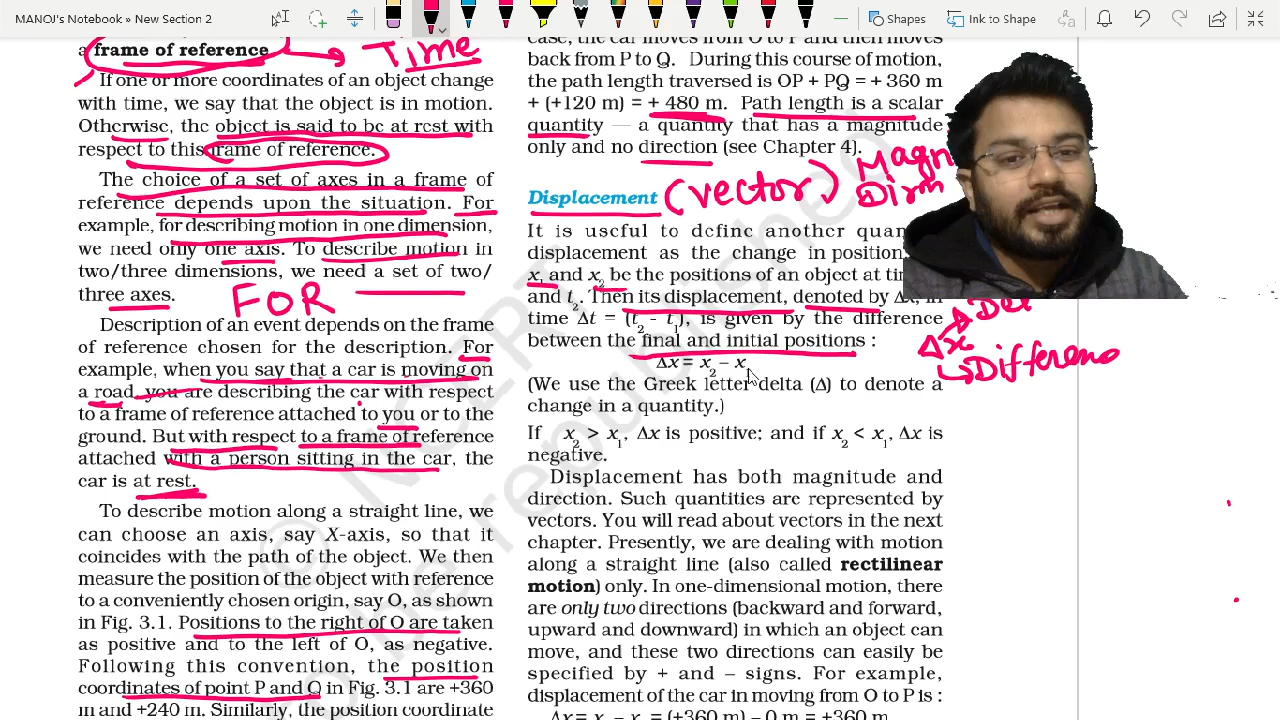 MANOJ's Notebook » New Section 2
Shapes
Ink to Shape
a frame of reference
Time
If one or more coordinates of an object change
with time, we say that the object is in motion.
Otherwise, the object is said to be at rest with
respect to this frame of reference.
The choice of a set of axes in a frame of
reference depends upon the situation. For
example, for describing motion in one dimension,
we need only one axis. To describe motion in
two/three dimensions, we need a set of two/
three axes.
FOR
Description of an event depends on the frame
of reference chosen for the description. For
example, when you say that a car is moving on
a road, you are describing the car with respect
to a frame of reference attached to you or to the
ground. But with respect to a frame of reference
attached with a person sitting in the car, the
car is at rest.
To describe motion along a straight line, we
can choose an axis, say X-axis, so that it
coincides with the path of the object. We then
measure the position of the object with reference
to a conveniently chosen origin, say O, as shown
in Fig. 3.1. Positions to the right of O are taken
as positive and to the left of O, as negative.
Following this convention, the position
coordinates of point P and Q in Fig. 3.1 are +360
m and +240 m. Similarly, the position coordinate
case, the car moves from O to P and then moves
back from P to Q. During this course of motion,
the path length traversed is OP + PQ = + 360 m
+ (+120 m) = + 480 m. Path length is a scalar
quantity — a quantity that has a magnitude
only and no direction (see Chapter 4).
Displacement (vector) Magn
Dirn
It is useful to define another quan
displacement as the change in position
x₁ and x₂ be the positions of an object at tim
and t₂. Then its displacement, denoted by Δx, in
time Δt = (t₂ - t₁), is given by the difference
between the final and initial positions :
Δx = x₂ – x
Δx
Del
Differenc
(We use the Greek letter delta (Δ) to denote a
change in a quantity.)
If x₂ > x₁, Δx is positive; and if x₂ < x₁, Δx is
negative.
Displacement has both magnitude and
direction. Such quantities are represented by
vectors. You will read about vectors in the next
chapter. Presently, we are dealing with motion
along a straight line (also called rectilinear
motion) only. In one-dimensional motion, there
are only two directions (backward and forward,
upward and downward) in which an object can
move, and these two directions can easily be
specified by + and – signs. For example,
displacement of the car in moving from O to P is :
Δx = x₂ – x₁ = (+360 m) – 0 m = +360 m
© NCERT
to be republished